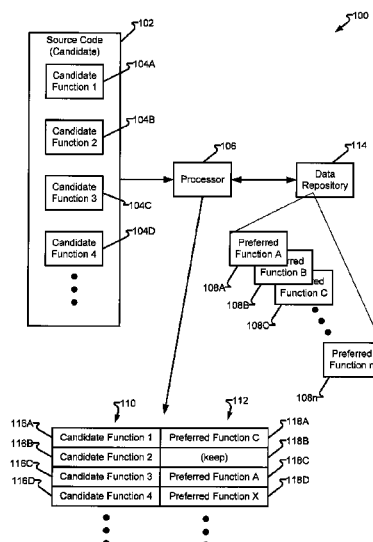 100
102
Source Code
(Candidate)
104A
Candidate
Function 1
104B
Candidate
Function 2
106
114
Processor
Data
Repository
104C
Candidate
Function 3
104D
Candidate
Function 4
Preferred
Function A
Preferred
Function B
Preferred
Function C
108A
108B
108C
Preferred
Function n
108n
110
112
116A
Candidate Function 1
Preferred Function C
118A
116B
Candidate Function 2
(keep)
118B
116C
Candidate Function 3
Preferred Function A
118C
116D
Candidate Function 4
Preferred Function X
118D